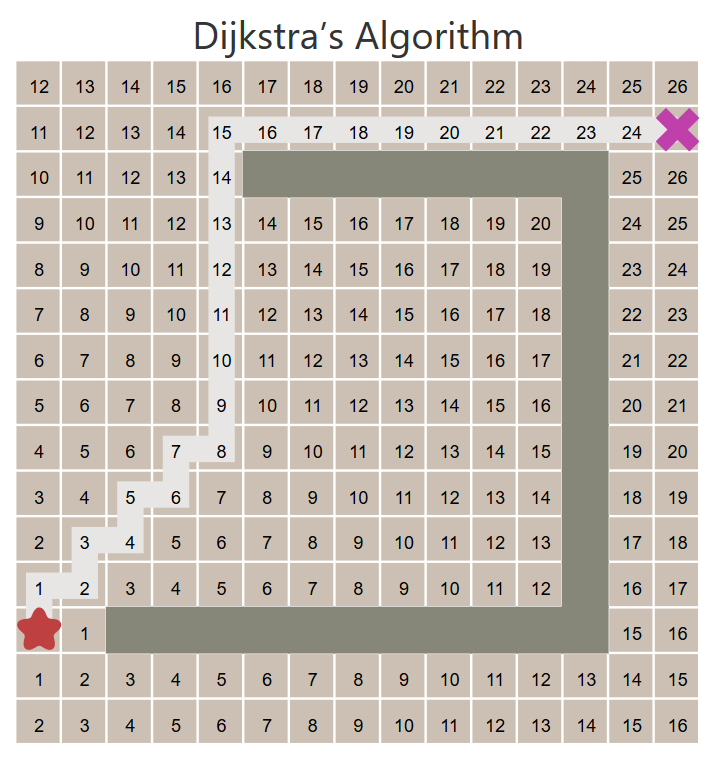 Dijkstra's Algorithm
12 13 14 15 16 17 18 19 20 21 22 23 24 25 26
11 12 13 14 15 16 17 18 19 20 21 22 23 24
10 11 12 13 14 25 26
9 10 11 12 13 14 15 16 17 18 19 20 24 25
8 9 10 11 12 13 14 15 16 17 18 19 23 24
7 8 9 10 11 12 13 14 15 16 17 18 22 23
6 7 8 9 10 11 12 13 14 15 16 17 21 22
5 6 7 8 9 10 11 12 13 14 15 16 20 21
4 5 6 7 8 9 10 11 12 13 14 15 19 20
3 4 5 6 7 8 9 10 11 12 13 14 18 19
2 3 4 5 6 7 8 9 10 11 12 13 17 18
1 2 3 4 5 6 7 8 9 10 11 12 16 17
1 15 16
1 2 3 4 5 6 7 8 9 10 11 12 13 14 15
2 3 4 5 6 7 8 9 10 11 12 13 14 15 16